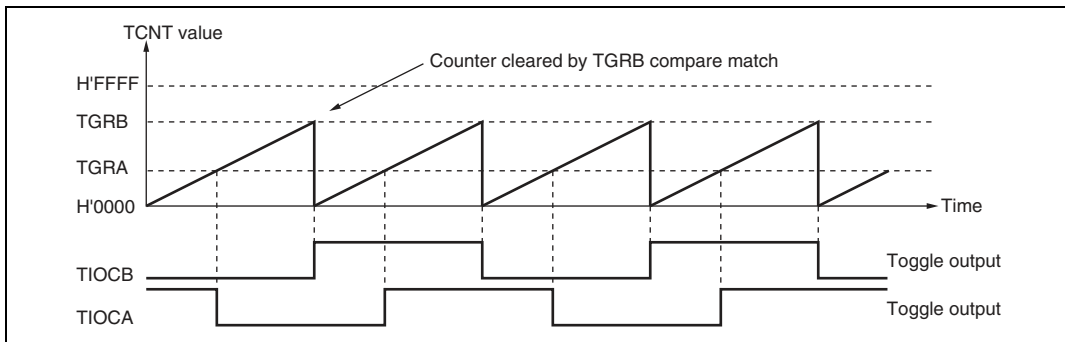 TCNT value
Counter cleared by TGRB compare match
H'FFFF
TGRB
TGRA
H'0000
Time
TIOCB
Toggle output
TIOCA
Toggle output